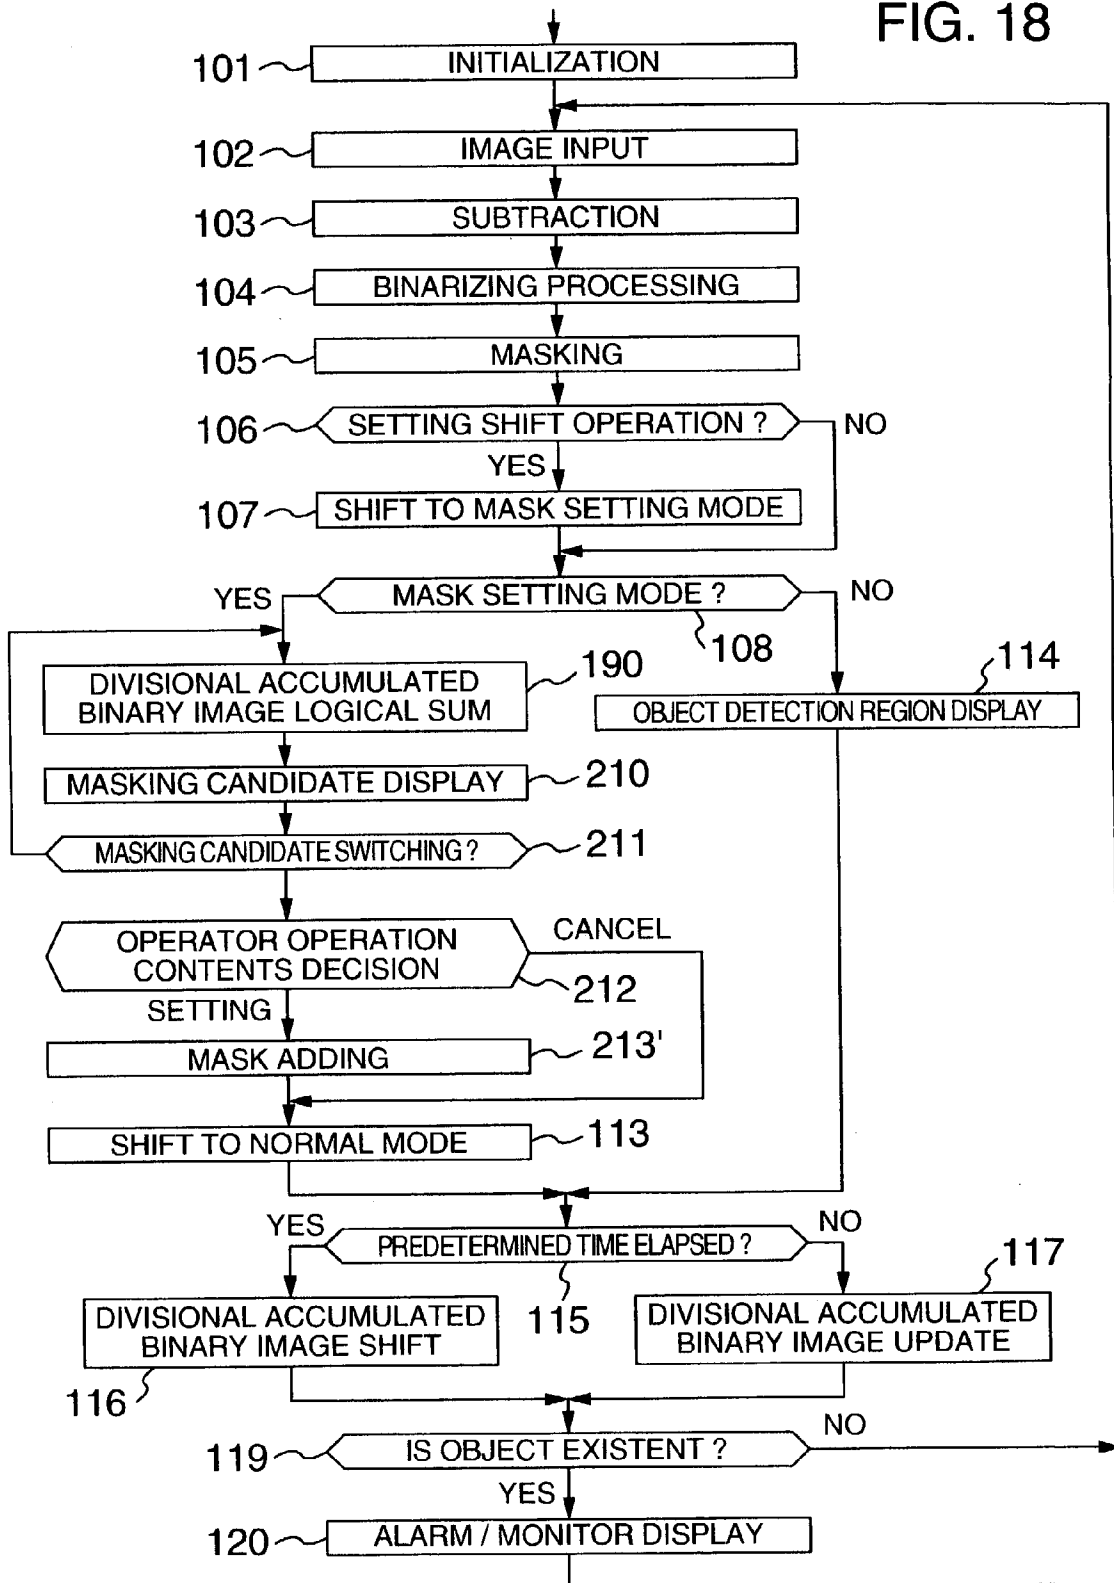 FIG. 18
101
INITIALIZATION
102
IMAGE INPUT
103
SUBTRACTION
104
BINARIZING PROCESSING
105
MASKING
106
SETTING SHIFT OPERATION ?
NO
YES
107
SHIFT TO MASK SETTING MODE
YES
MASK SETTING MODE ?
NO
108
190
114
DIVISIONAL ACCUMULATED
BINARY IMAGE LOGICAL SUM
OBJECT DETECTION REGION DISPLAY
MASKING CANDIDATE DISPLAY
210
MASKING CANDIDATE SWITCHING ?
211
OPERATOR OPERATION
CONTENTS DECISION
CANCEL
212
SETTING
MASK ADDING
213'
SHIFT TO NORMAL MODE
113
YES
PREDETERMINED TIME ELAPSED ?
NO
115
117
DIVISIONAL ACCUMULATED
BINARY IMAGE SHIFT
DIVISIONAL ACCUMULATED
BINARY IMAGE UPDATE
116
119
IS OBJECT EXISTENT ?
NO
YES
120
ALARM / MONITOR DISPLAY